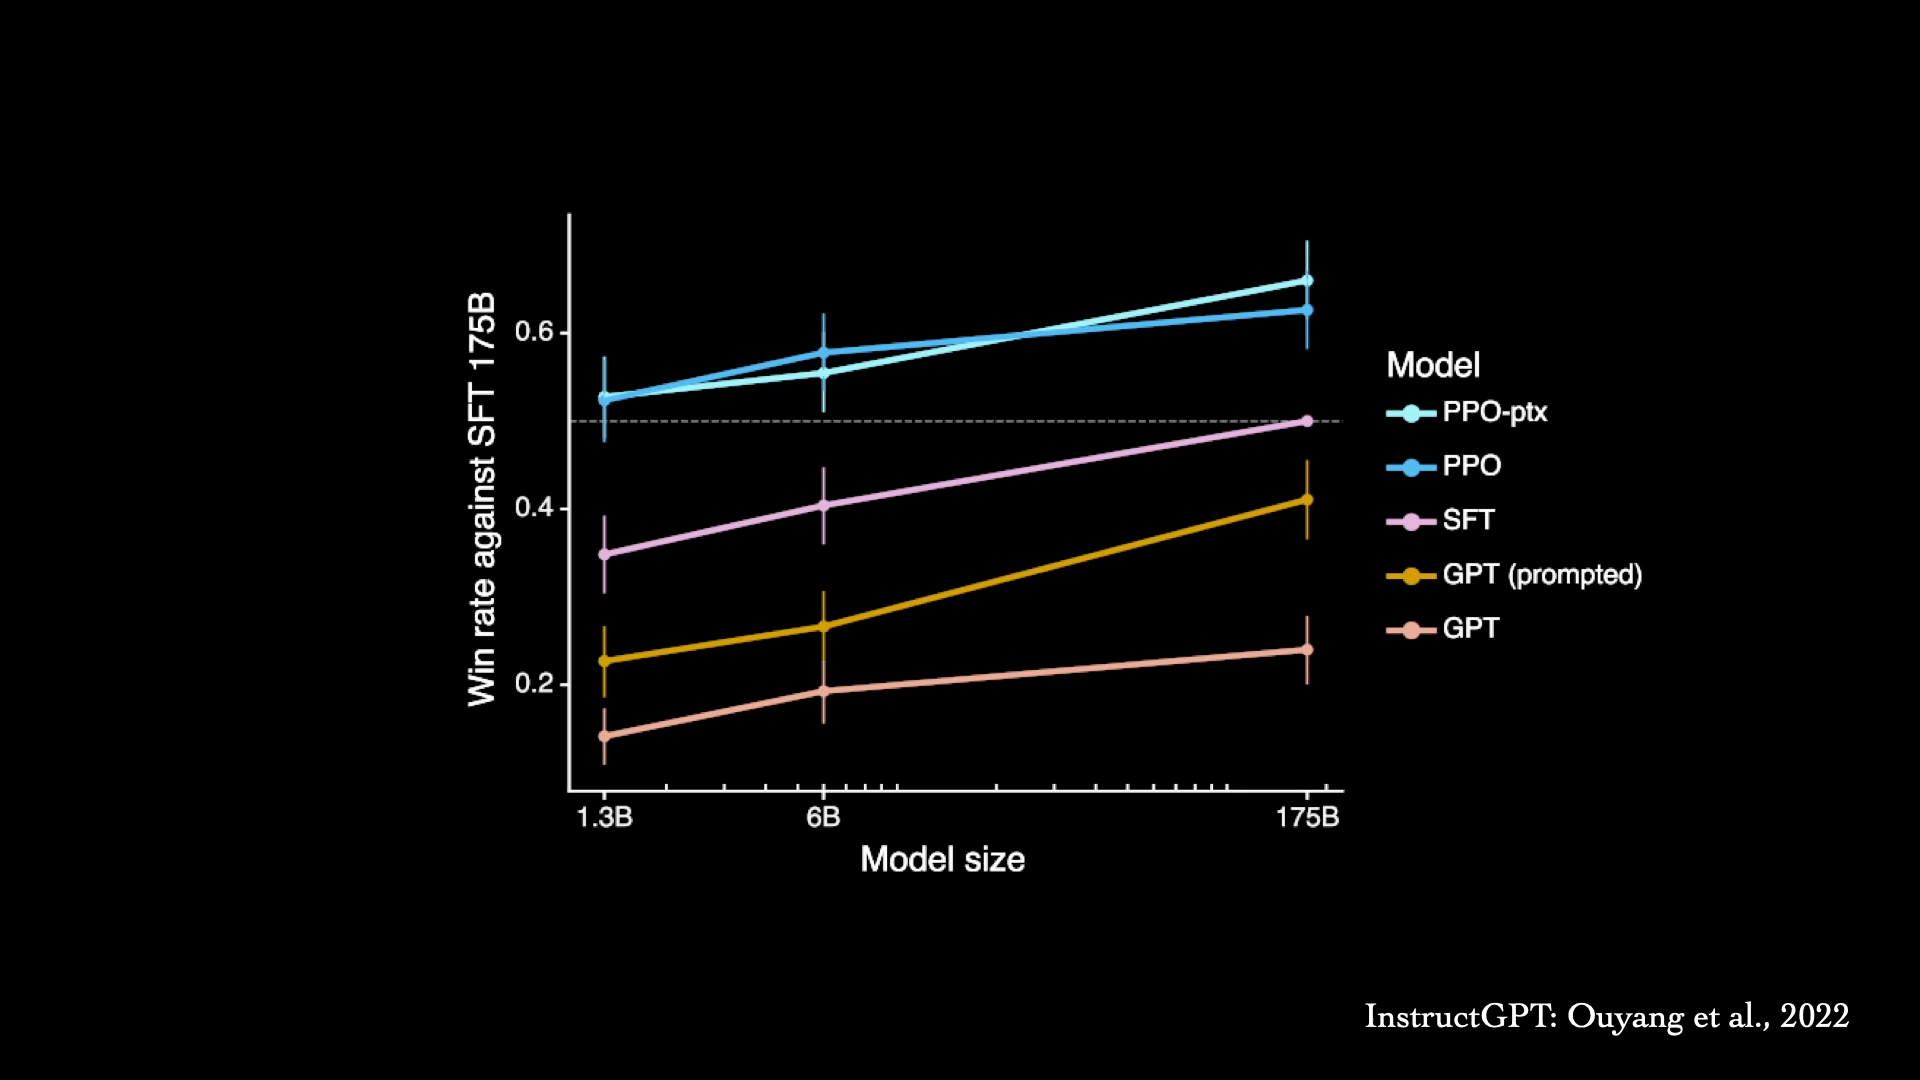 Win rate against SFT 175B
0.6
0.4
0.2
1.3B
6B
175B
Model size
Model
PPO-ptx
PPO
SFT
GPT (prompted)
GPT
InstructGPT: Ouyang et al., 2022